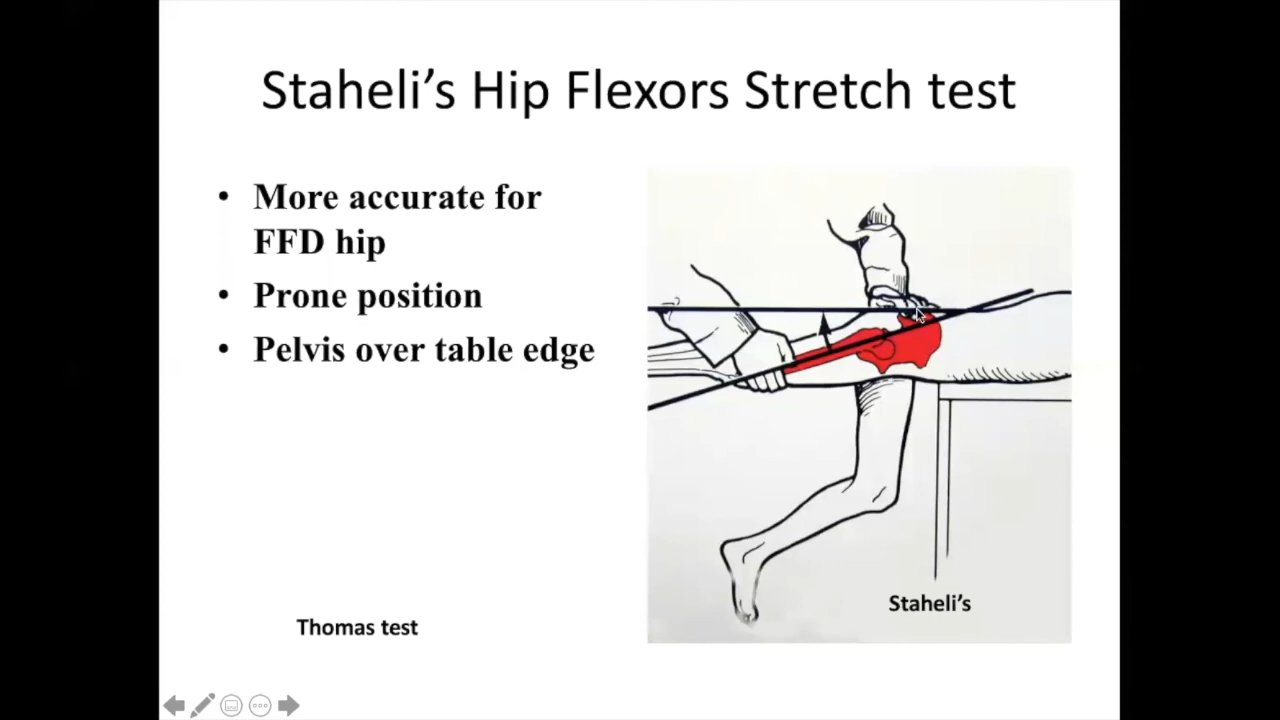 Staheli’s Hip Flexors Stretch test
• More accurate for
FFD hip
• Prone position
• Pelvis over table edge
Staheli’s
Thomas test